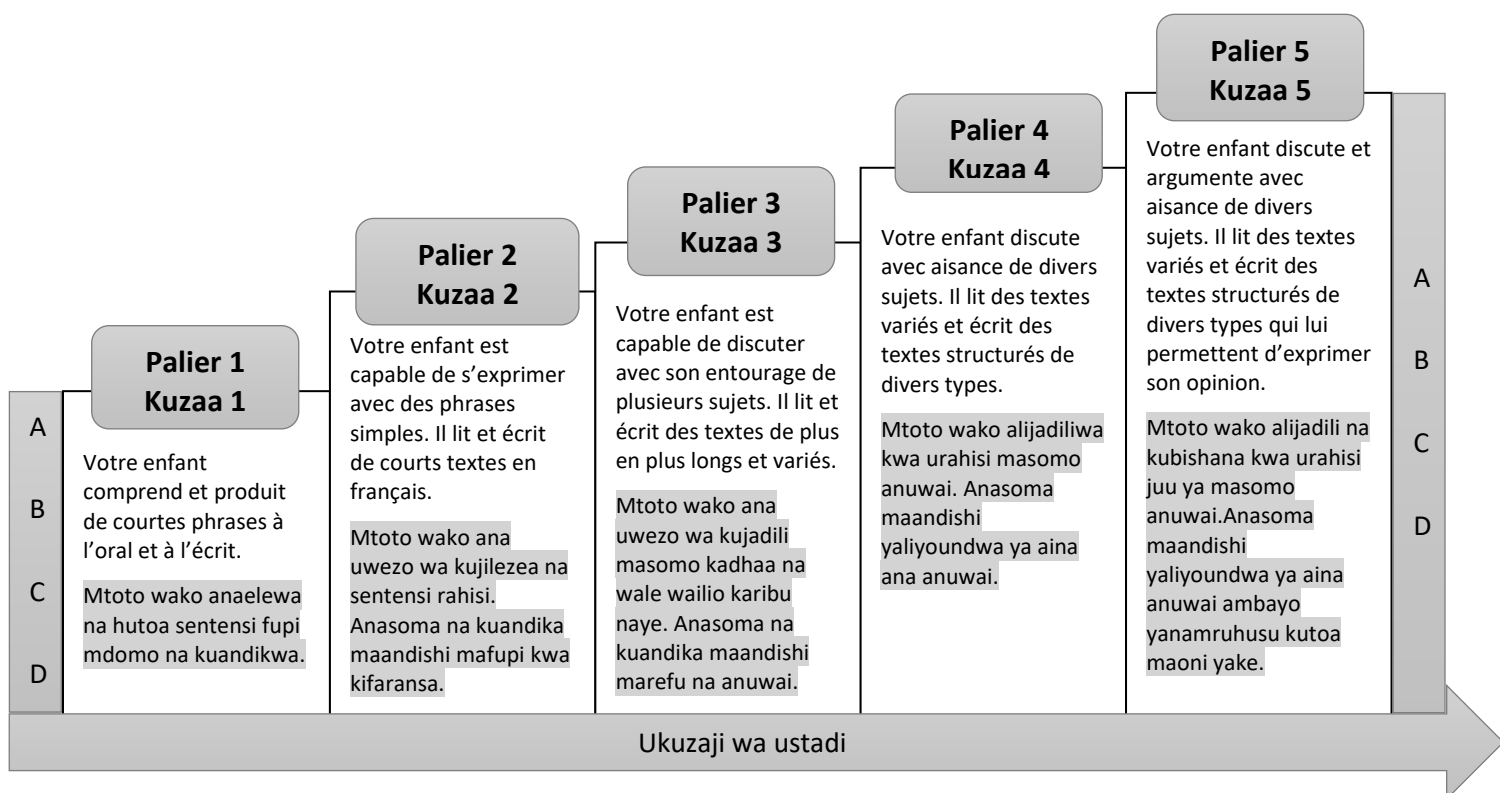 Palier 1
Kuzaa 1
Votre enfant
comprend et produit
de courtes phrases à
l’oral et à l’écrit.
Mtoto wako anaelewa
na hutoa sentensi fupi
mdomo na kuandikwa.
Palier 2
Kuzaa 2
Votre enfant est
capable de s’exprimer
avec des phrases
simples. Il lit et écrit
de courts textes en
français.
Mtoto wako ana
uwezo wa kujilezea na
sentensi rahisi.
Anasoma na kuandika
maandishi mafupi kwa
kifaransa.
Palier 3
Kuzaa 3
Votre enfant est
capable de discuter
avec son entourage de
plusieurs sujets. Il lit et
écrit des textes de plus
en plus longs et variés.
Mtoto wako ana
uwezo wa kujadili
masomo kadhaa na
wale wailio karibu
naye. Anasoma na
kuandika maandishi
marefu na anuwai.
Palier 4
Kuzaa 4
Votre enfant discute
avec aisance de divers
sujets. Il lit des textes
variés et écrit des
textes structurés de
divers types.
Mtoto wako alijadiliwa
kwa urahisi masomo
anuwai. Anasoma
maandishi
yaliyoundwa ya aina
ana anuwai.
Palier 5
Kuzaa 5
Votre enfant discute et
argumente avec
aisance de divers
sujets. Il lit des textes
variés et écrit des
textes structurés de
divers types qui lui
permettent d’exprimer
son opinion.
Mtoto wako alijadili na
kubishana kwa urahisi
juu ya masomo
anuwai.Anasoma
maandishi
yaliyoundwa ya aina
anuwai ambayo
yanamruhusu kutoa
maoni yake.
A
B
C
D
A
B
C
D
Ukuzaji wa ustadi